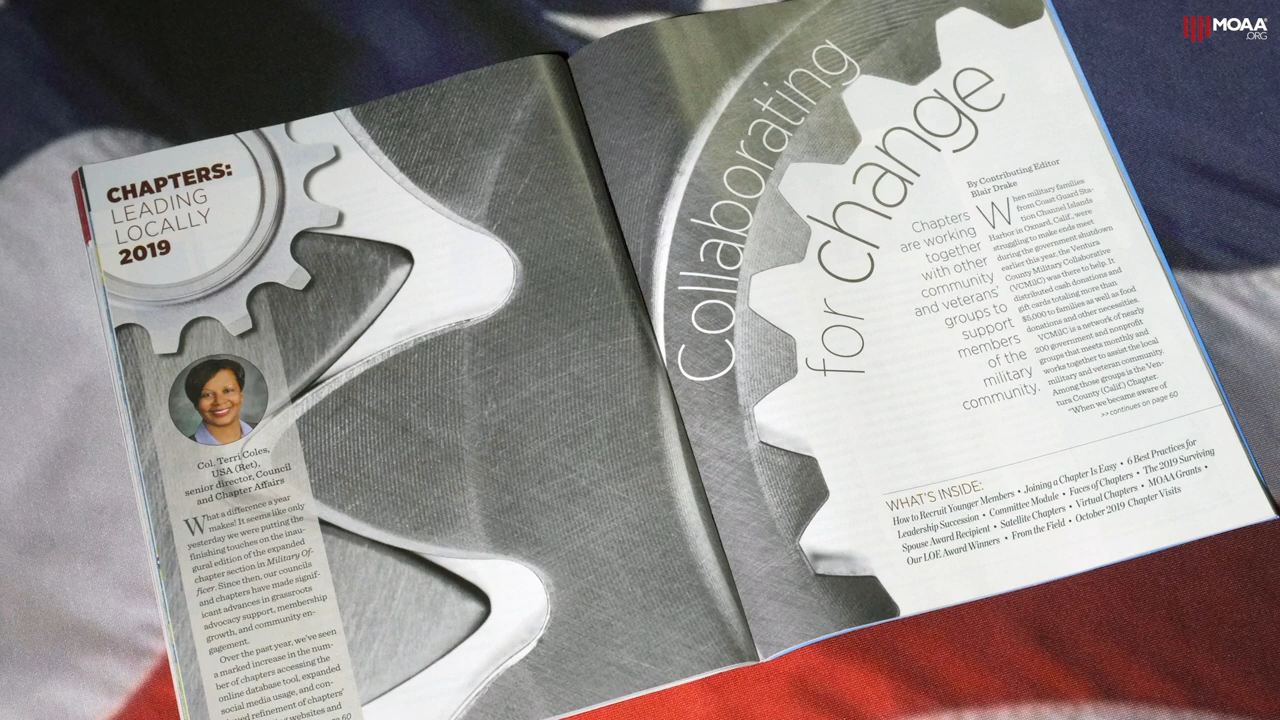 MOAA®
.ORG
CHAPTERS:
LEADING
LOCALLY
2019
Col. Terri Coles,
USA (Ret),
senior director, Council
and Chapter Affairs
What a difference a year
makes! It seems like only
yesterday we were putting the
finishing touches on the inau-
gural edition of the expanded
chapter section in Military Of-
ficer. Since then, our councils
and chapters have made signif-
icant advances in grassroots
advocacy support, membership
growth, and community en-
gagement.
Over the past year, we've seen
a marked increase in the num-
ber of chapters accessing the
online database tool, expanded
social media usage, and con-
refinement of chapters'
websites and
60
Collaborating
for change
Chapters
are working
together
with other
community
and veterans'
groups to
support
members
of the
military
community.
By Contributing Editor
Blair Drake
When military families
from Coast Guard Sta-
tion Channel Islands
Harbor in Oxnard, Calif., were
struggling to make ends meet
during the government shutdown
earlier this year, the Ventura
County Military Collaborative
(VCMilC) was there to help. It
distributed cash donations and
gift cards totaling more than
$5,000 to families as well as food
donations and other necessities.
VCMilC is a network of nearly
200 government and nonprofit
groups that meets monthly and
works together to assist the local
military and veteran community.
Among those groups is the Ven-
tura County (Calif.) Chapter.
"When we became aware of
>> continues on page 60
WHAT'S INSIDE:
How to Recruit Younger Members • Joining a Chapter Is Easy • 6 Best Practices for
Leadership Succession • Committee Module • Faces of Chapters • The 2019 Surviving
Spouse Award Recipient • Satellite Chapters • Virtual Chapters • MOAA Grants •
Our LOE Award Winners • From the Field • October 2019 Chapter Visits